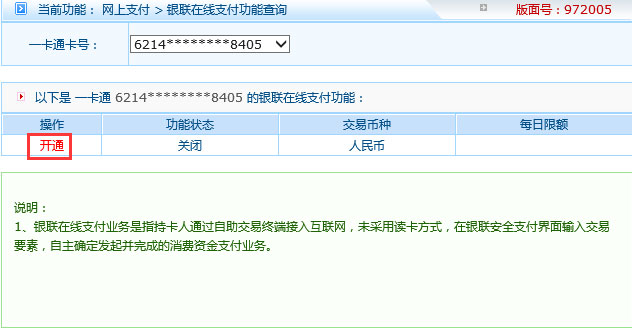 当前功能： 网上支付 > 银联在线支付功能查询
版面号：972005
一卡通卡号：
6214********8405
以下是 一卡通 6214********8405 的银联在线支付功能：
操作 功能状态 交易币种 每日限额
开通 关闭 人民币
说明：
1、银联在线支付业务是指持卡人通过自助交易终端接入互联网，未采用读卡方式，在银联安全支付界面输入交易
要素，自主确定发起并完成的消费资金支付业务。